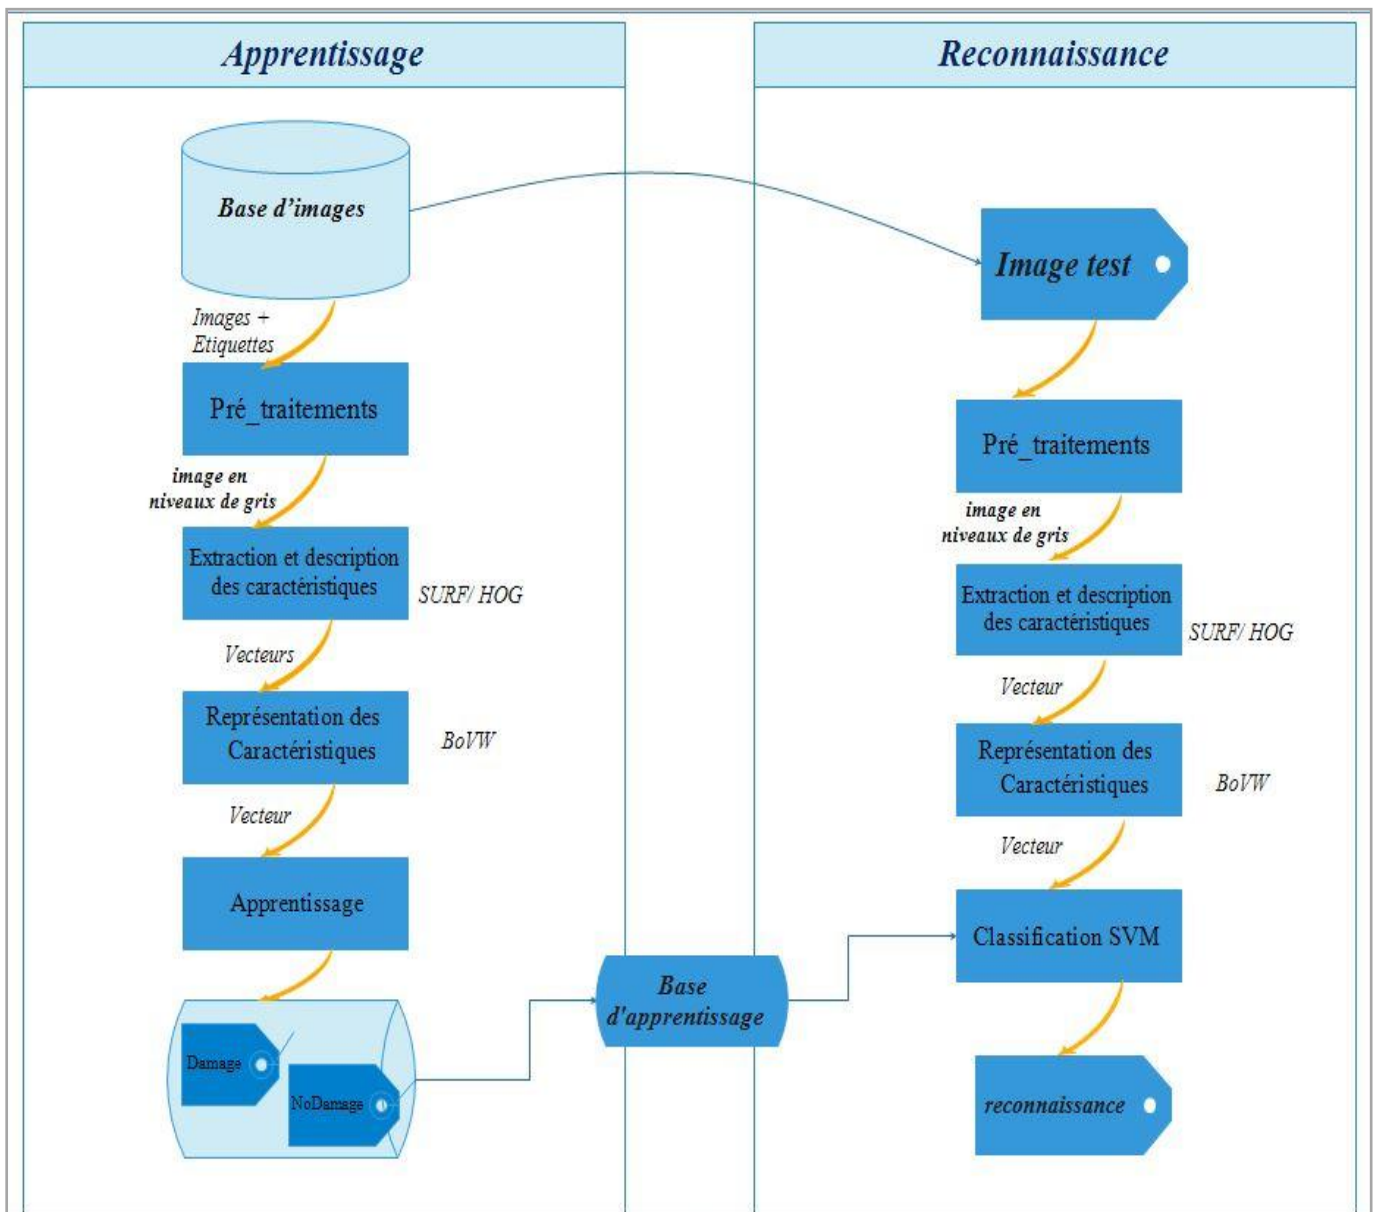 Apprentissage
Base d'images
Images +
Etiquettes
Pré_traitements
image en
niveaux de gris
Extraction et description
des caractéristiques
SURF/ HOG
Vecteurs
Représentation des
Caractéristiques
BoVW
Vecteur
Apprentissage
Damage
NoDamage
Base
d'apprentissage
Reconnaissance
Image test
Pré_traitements
image en
niveaux de gris
Extraction et description
des caractéristiques
SURF/ HOG
Vecteur
Représentation des
Caractéristiques
BoVW
Vecteur
Classification SVM
reconnaissance